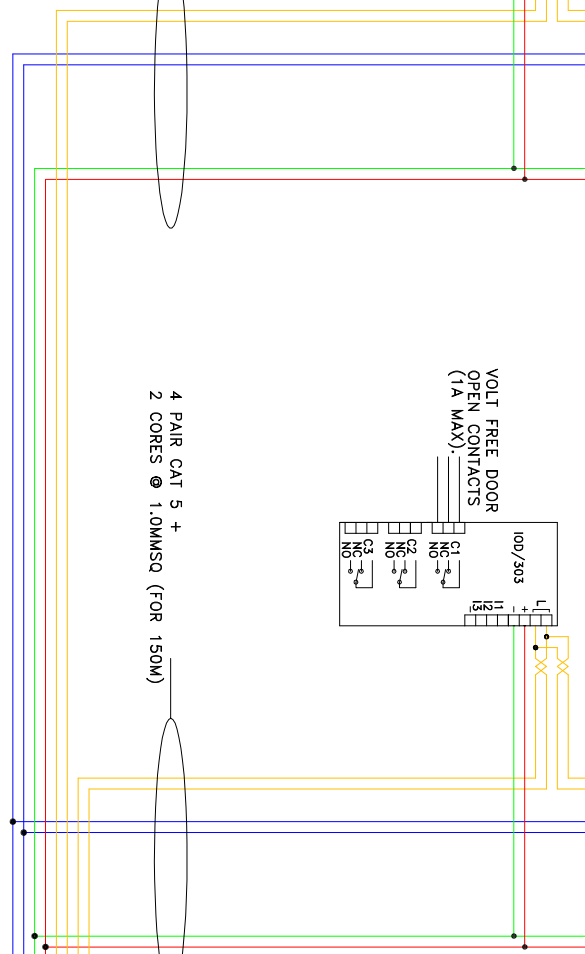 VOLT FREE DOOR
OPEN CONTACTS
(1A MAX).
4 PAIR CAT 5 +
2 CORES @ 1.0MMSQ (FOR 150M)
IOD/303
C1
NC
NO
C2
NC
NO
C3
NC
NO
L
+
-
I1
I2
I3
-